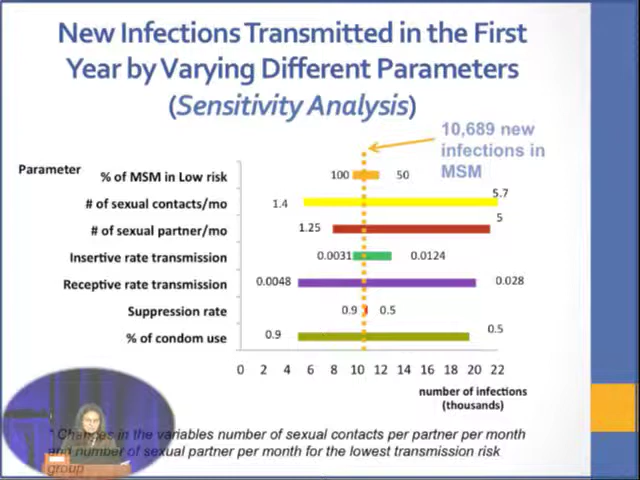 New Infections Transmitted in the First
Year by Varying Different Parameters
(Sensitivity Analysis)
10,689 new
infections in
MSM
Parameter
% of MSM in Low risk
100
50
# of sexual contacts/mo
1.4
5.7
# of sexual partner/mo
1.25
5
Insertive rate transmission
0.0031
0.0124
Receptive rate transmission
0.0048
0.028
Suppression rate
0.9
0.5
% of condom use
0.9
0.5
0 2 4 6 8 10 12 14 16 18 20 22
number of infections
(thousands)
* Changes in the variables number of sexual contacts per partner per month
and number of sexual partner per month for the lowest transmission risk
group